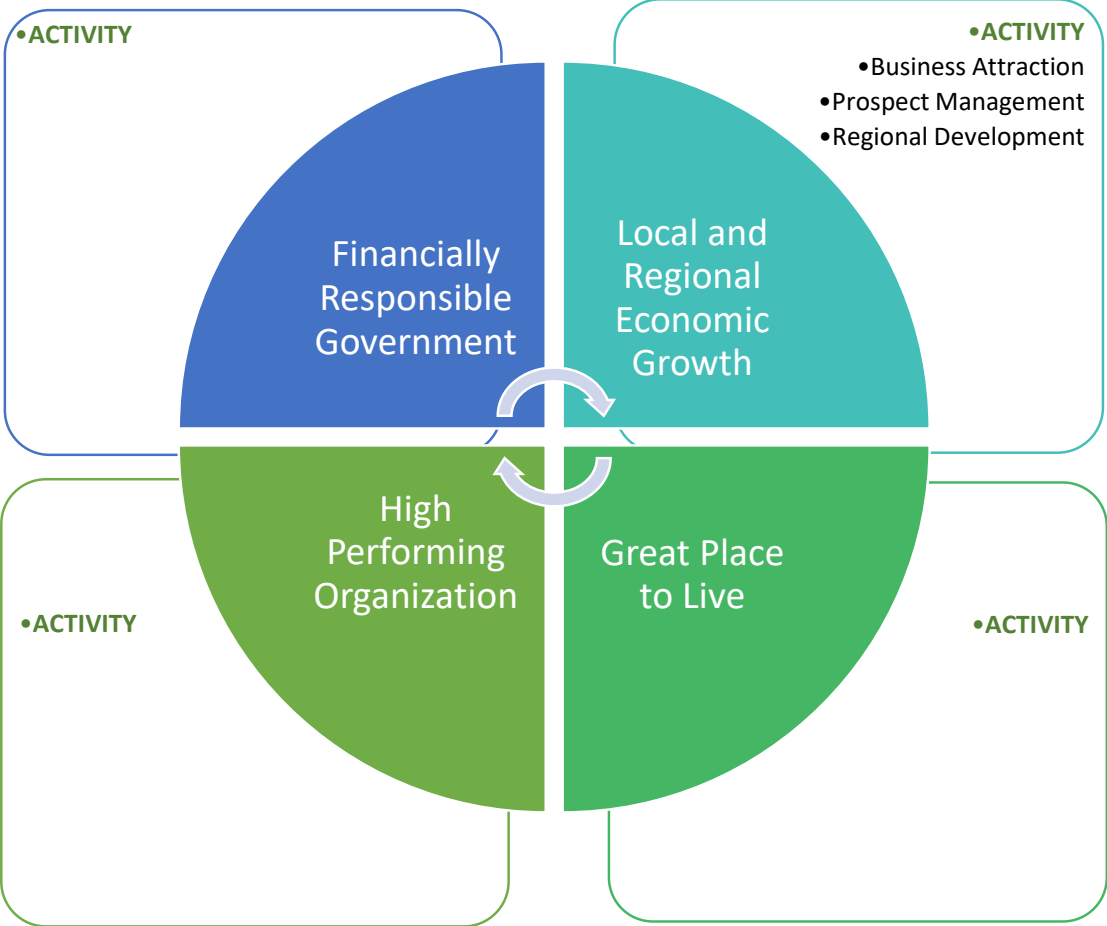 •ACTIVITY
•ACTIVITY
•Business Attraction
•Prospect Management
•Regional Development
Financially
Responsible
Government
Local and
Regional
Economic
Growth
High
Performing
Organization
Great Place
to Live
•ACTIVITY
•ACTIVITY